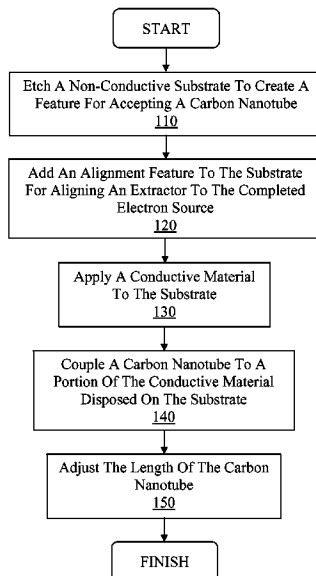 START
Etch A Non-Conductive Substrate To Create A
Feature For Accepting A Carbon Nanotube
110
Add An Alignment Feature To The Substrate
For Aligning An Extractor To The Completed
Electron Source
120
Apply A Conductive Material
To The Substrate
130
Couple A Carbon Nanotube To A
Portion Of The Conductive Material
Disposed On The Substrate
140
Adjust The Length Of The Carbon
Nanotube
150
FINISH